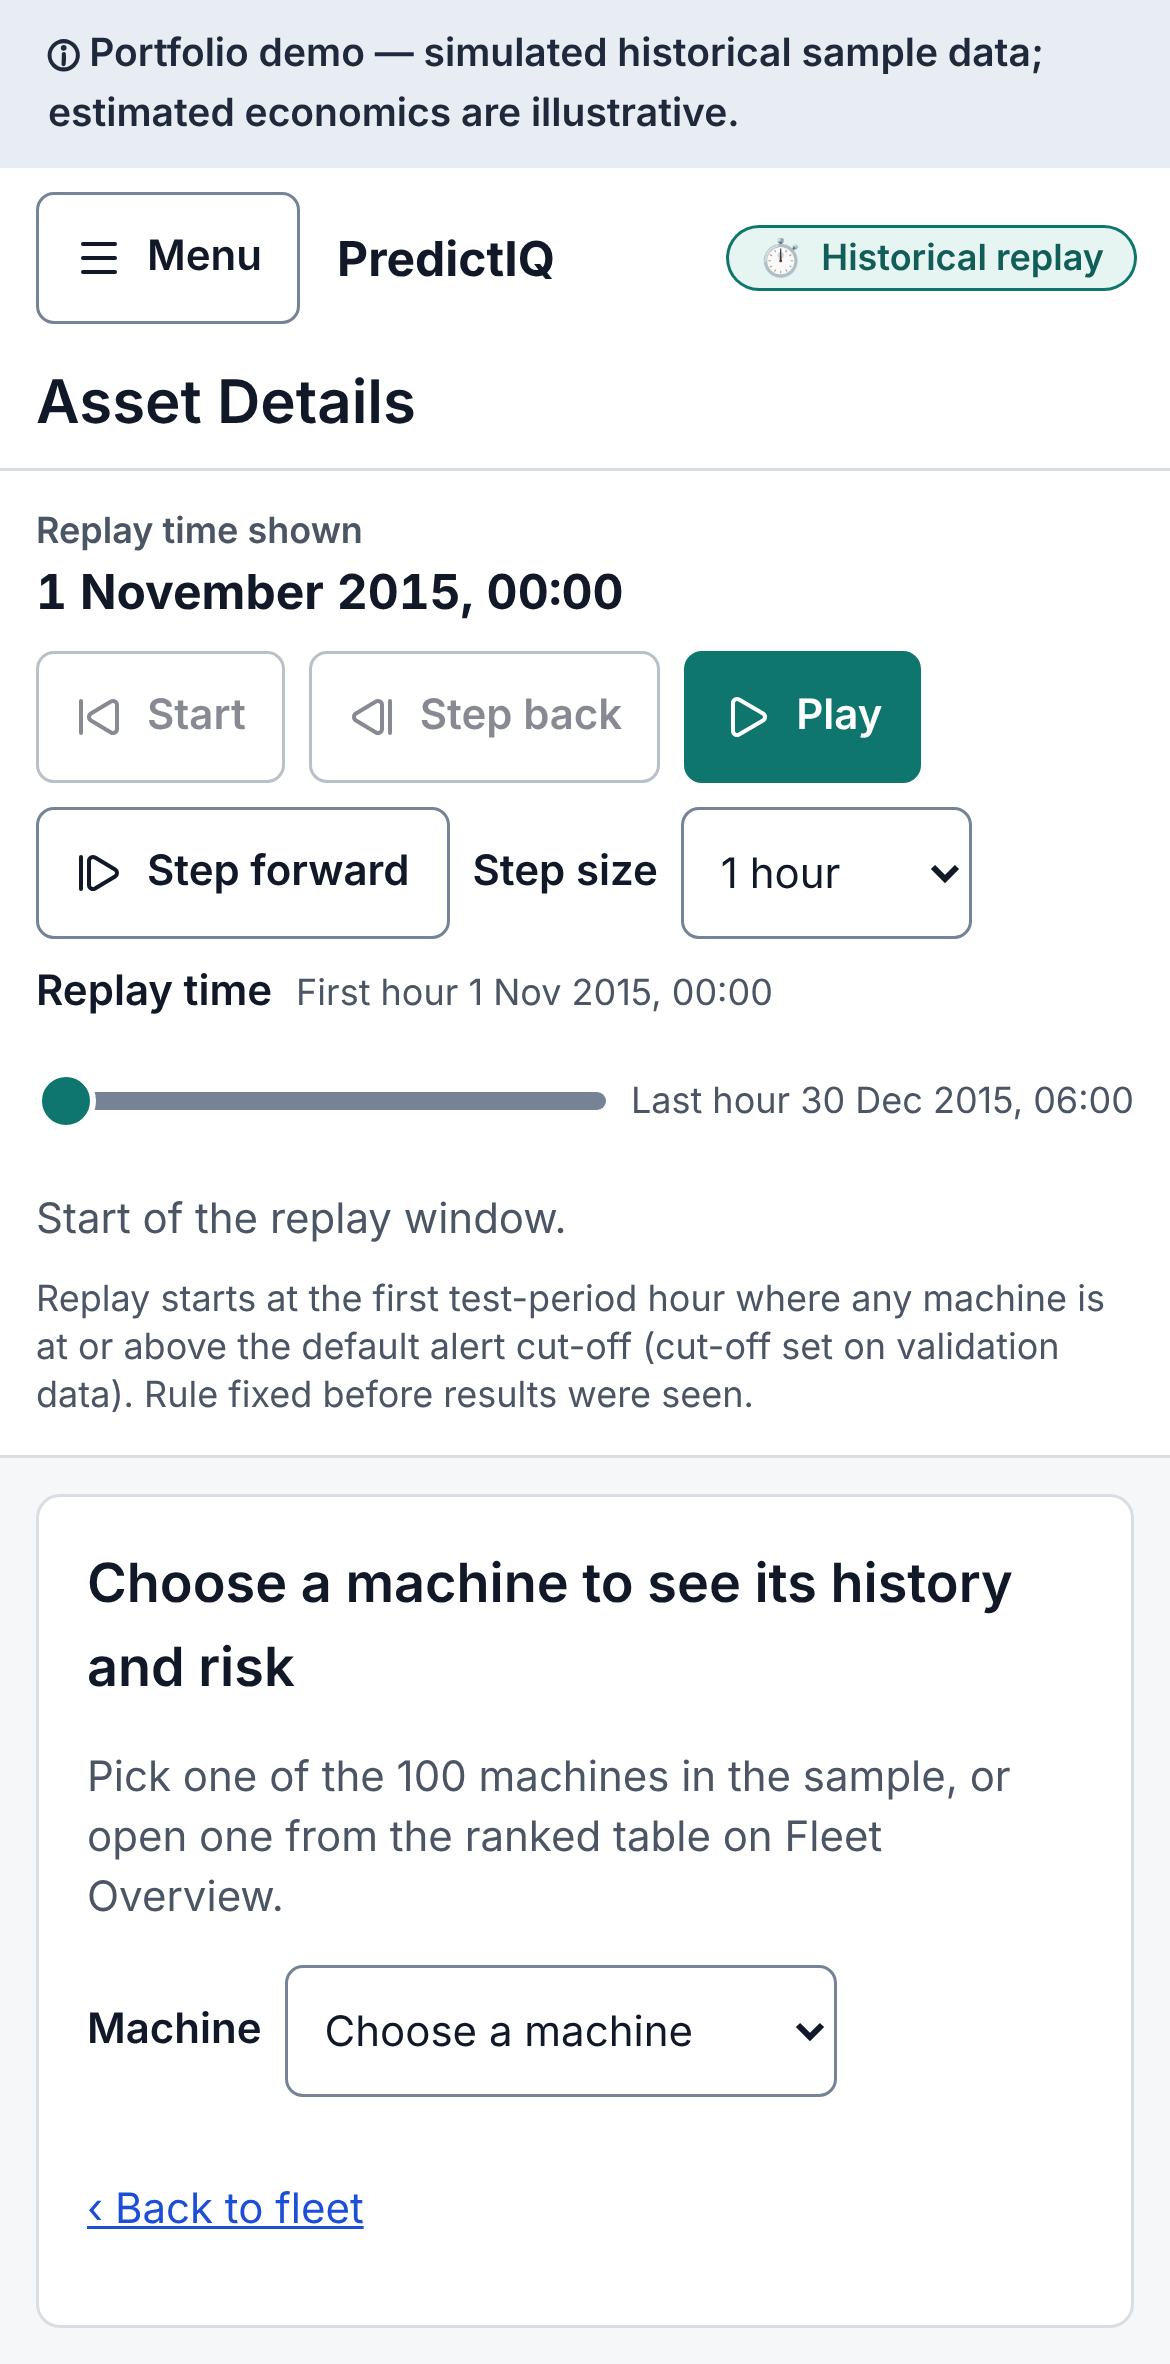 Portfolio demo — simulated historical sample data;
estimated economics are illustrative.
Menu
PredictIQ
Historical replay
Asset Details
Replay time shown
1 November 2015, 00:00
Start
Step back
Play
Step forward
Step size
1 hour
Replay time
First hour 1 Nov 2015, 00:00
Last hour 30 Dec 2015, 06:00
Start of the replay window.
Replay starts at the first test-period hour where any machine is
at or above the default alert cut-off (cut-off set on validation
data). Rule fixed before results were seen.
Choose a machine to see its history
and risk
Pick one of the 100 machines in the sample, or
open one from the ranked table on Fleet
Overview.
Machine
Choose a machine
‹ Back to fleet